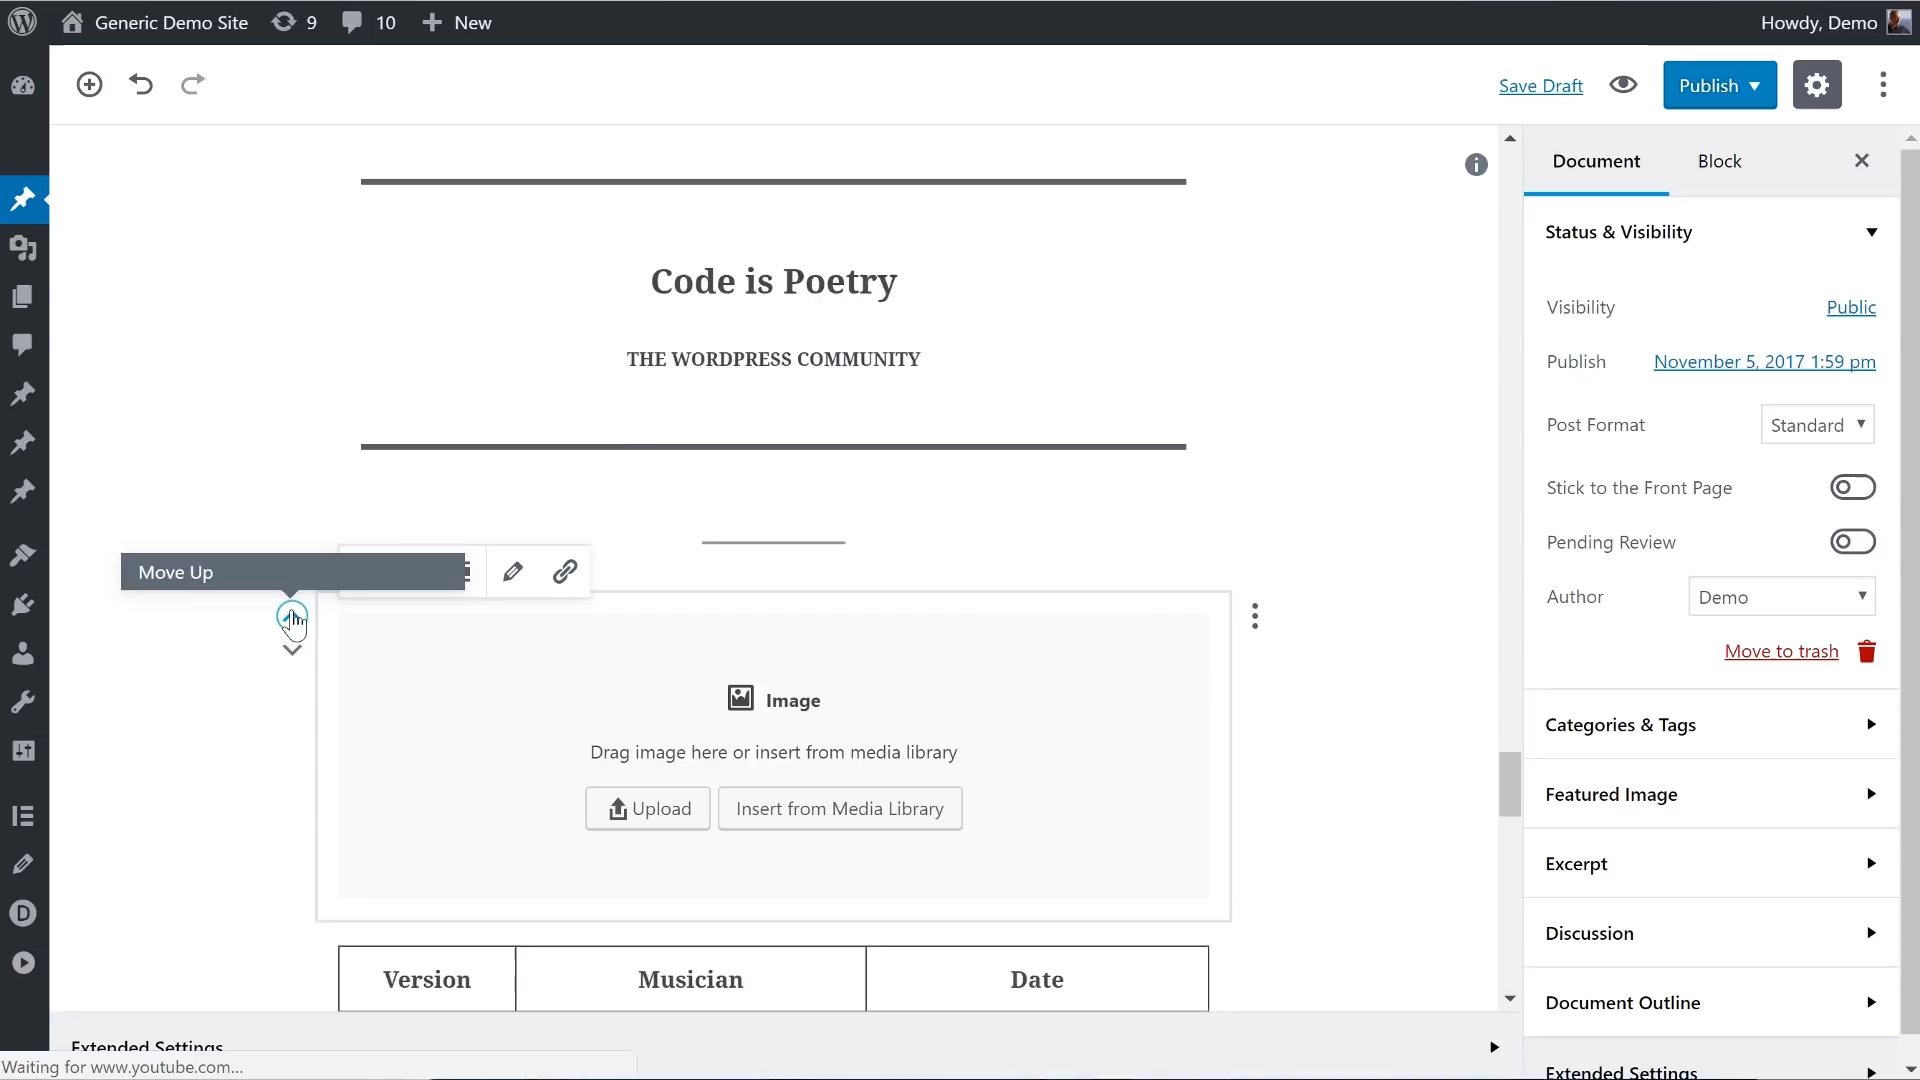 Generic Demo Site 9 10 New Howdy, Demo
Save Draft Publish
Document Block
Status & Visibility
Code is Poetry
Visibility Public
THE WORDPRESS COMMUNITY
Publish November 5, 2017 1:59 pm
Post Format Standard
Stick to the Front Page
Pending Review
Move Up
Author Demo
Move to trash
Image
Categories & Tags
Drag image here or insert from media library
Featured Image
Upload Insert from Media Library
Excerpt
Discussion
Version Musician Date
Document Outline
Extended Settings
Waiting for www.youtube.com...
Extended Settings